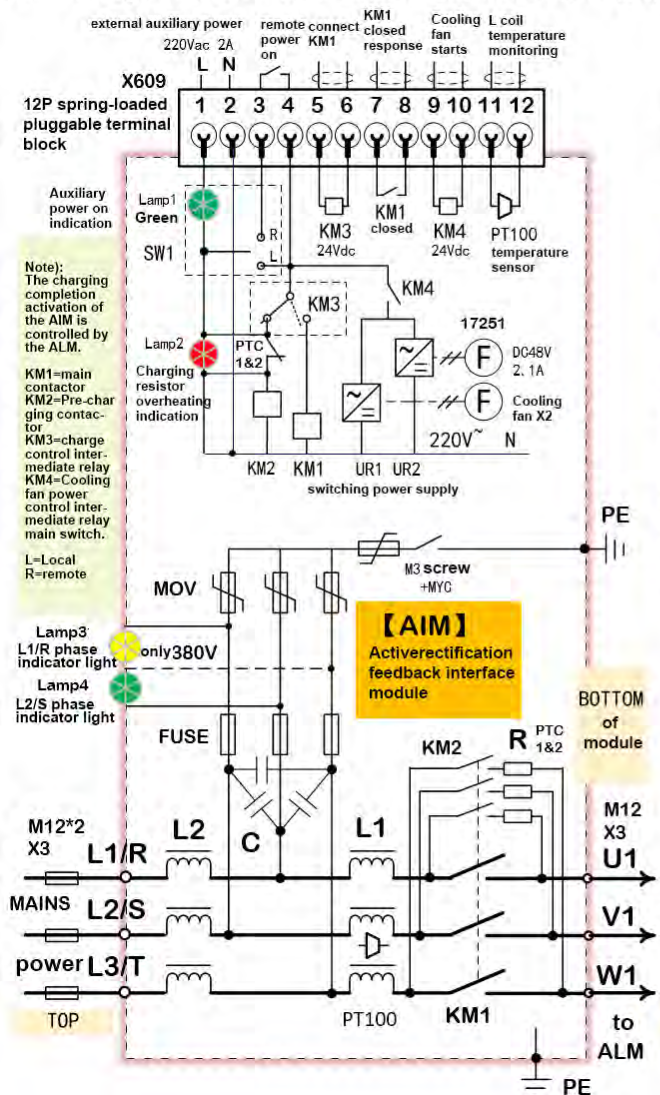 external auxiliary power
220Vac 2A
L N
remote
power
on
connect
KM1
KM1
closed
response
Cooling
fan
starts
L coil
temperature
monitoring
X609
12P spring-loaded
pluggable terminal
block
1 2 3 4 5 6 7 8 9 10 11 12
Auxiliary
power on
indication
Lamp1
Green
SW1
R
L
KM3
24Vdc
KM1
closed
KM4
24Vdc
PT100
temperature
sensor
Note):
The charging
completion
activation of
the AIM is
controlled by
the ALM.
KM1=main
contactor
KM2=Pre-char
ging contac-
tor
KM3=charge
control inter-
mediate relay
KM4=Cooling
fan power
control inter-
mediate relay
main switch.
L=Local
R=remote
KM3
KM4
Lamp2
PTC
1&2
Charging
resistor
overheating
indication
17251
F
DC48V
2.1A
F
Cooling
fan X2
220V~ N
KM2 KM1 UR1 UR2
switching power supply
PE
M3 screw
+MYC
MOV
Lamp3
L1/R phase
indicator light
only380V
Lamp4
L2/S phase
indicator light
【AIM】
Activerectification
feedback interface
module
BOTTOM
of
module
FUSE
KM2
R
PTC
1&2
C
M12*2
X3
L1/R
L2
L1
M12
X3
U1
MAINS
L2/S
V1
power
L3/T
W1
TOP
PT100
KM1
to
ALM
PE